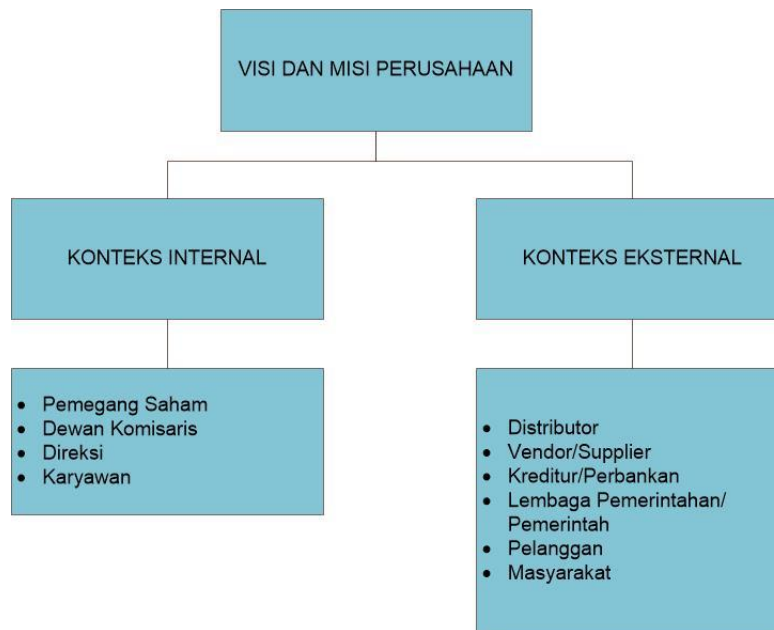 VISI DAN MISI PERUSAHAAN
KONTEKS INTERNAL
KONTEKS EKSTERNAL
• Pemegang Saham
• Dewan Komisaris
• Direksi
• Karyawan
• Distributor
• Vendor/Supplier
• Kreditur/Perbankan
• Lembaga Pemerintahan/
Pemerintah
• Pelanggan
• Masyarakat